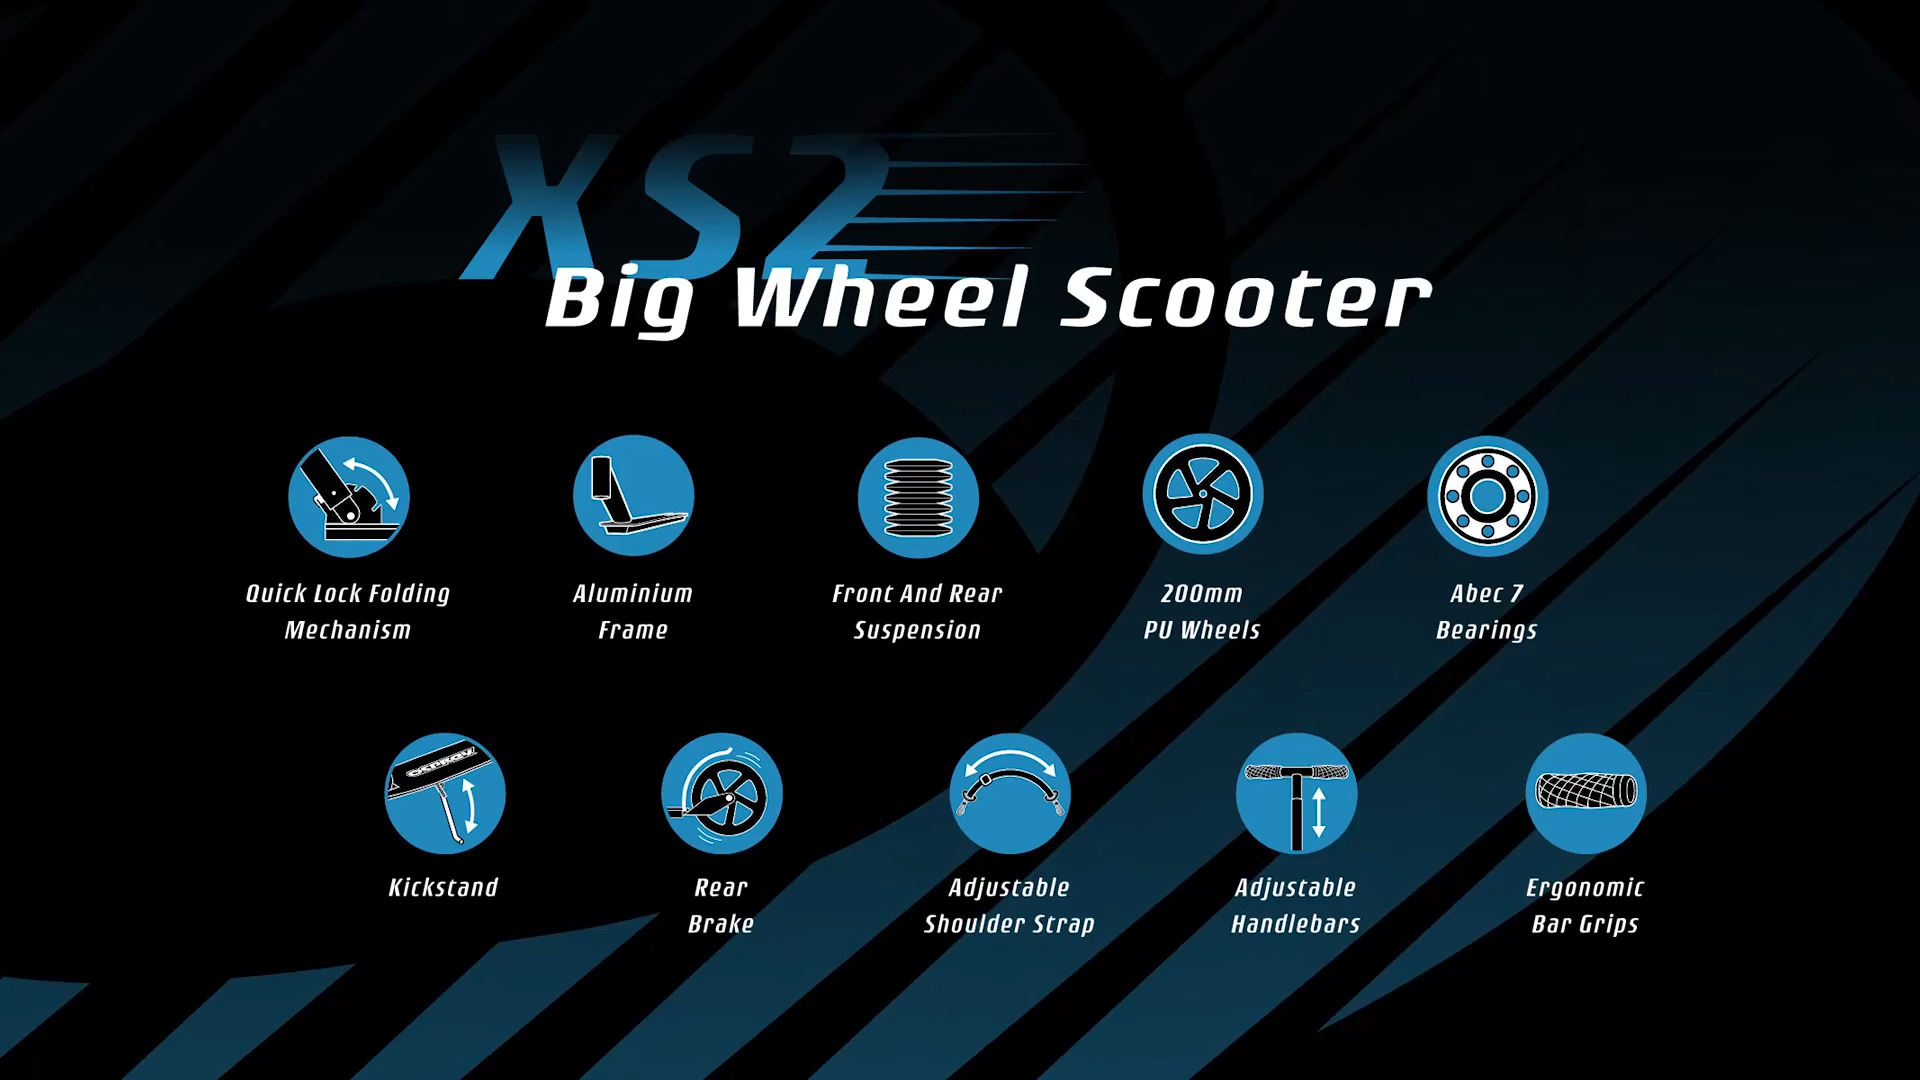 XS2
Big Wheel Scooter
Quick Lock Folding
Mechanism
Aluminium
Frame
Front And Rear
Suspension
200mm
PU Wheels
Abec 7
Bearings
OSPREY
Kickstand
Rear
Brake
Adjustable
Shoulder Strap
Adjustable
Handlebars
Ergonomic
Bar Grips